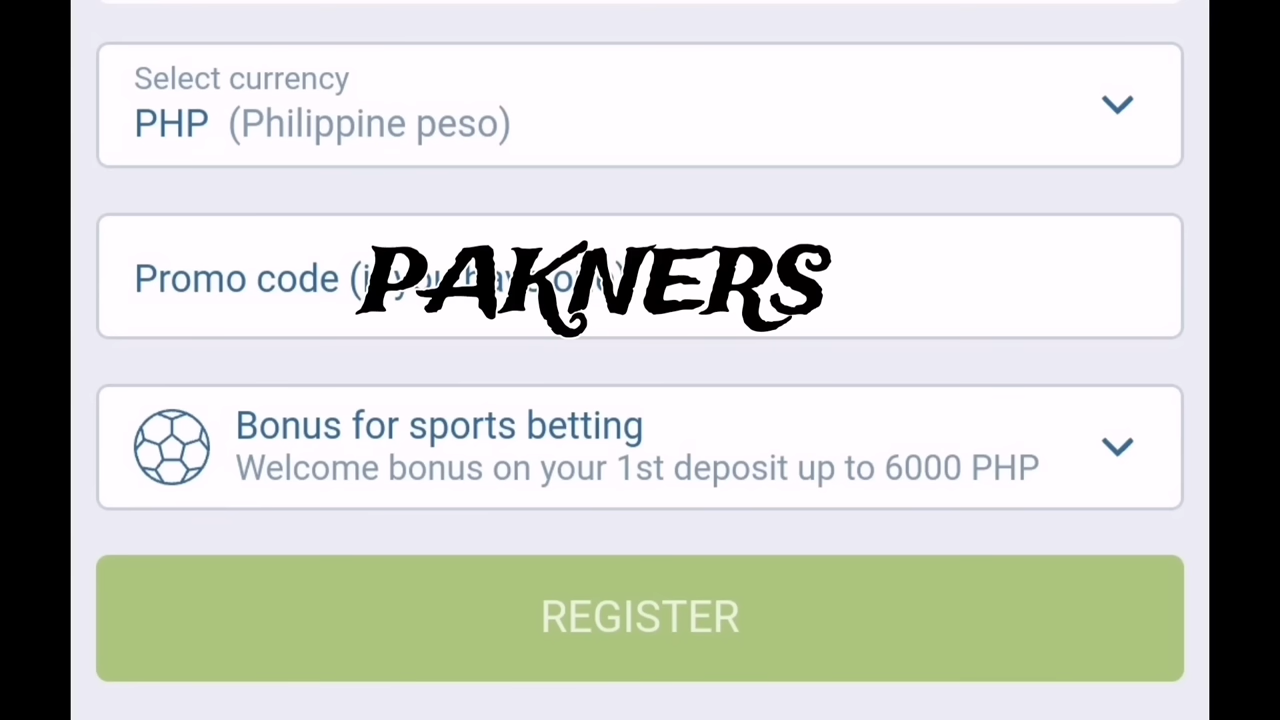 Select currency
PHP (Philippine peso)
Promo code
PAKNERS
Bonus for sports betting
Welcome bonus on your 1st deposit up to 6000 PHP
REGISTER